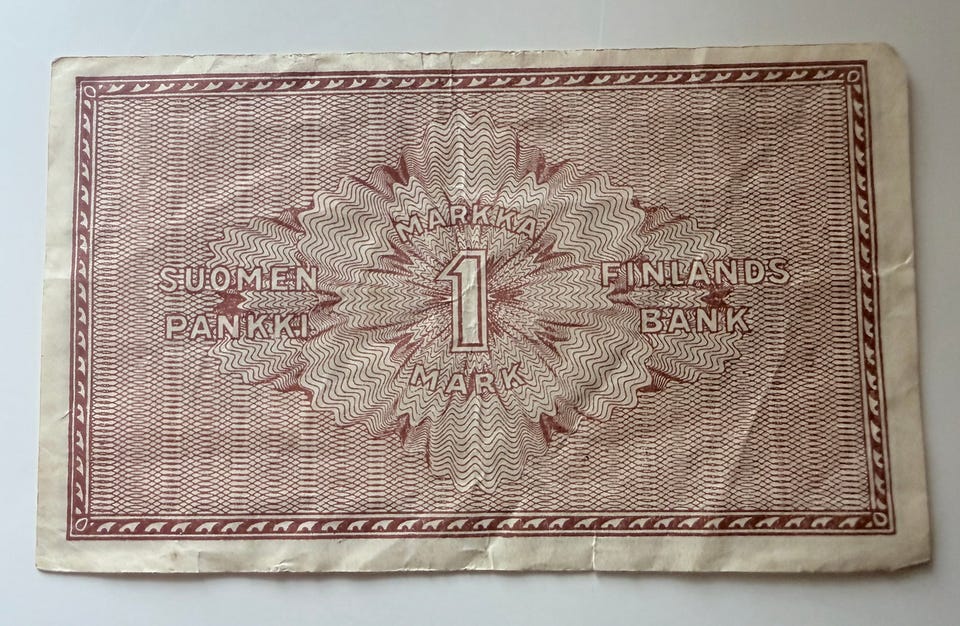 MARKKA
SUOMEN
PANKKI
1
FINLANDS
BANK
MARK